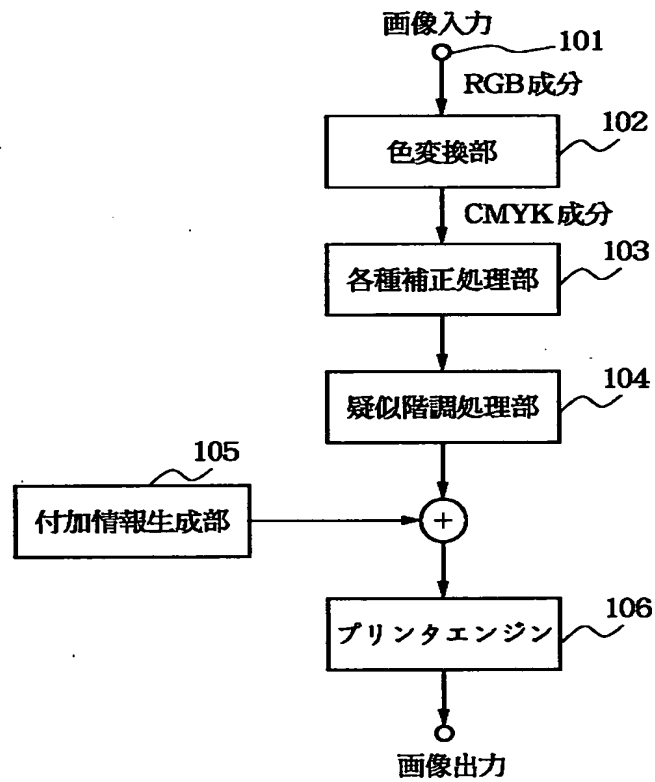 画像入力
101
RGB成分
102
色変換部
CMYK成分
103
各種補正処理部
104
疑似階調処理部
105
付加情報生成部
+
106
プリンタエンジン
画像出力